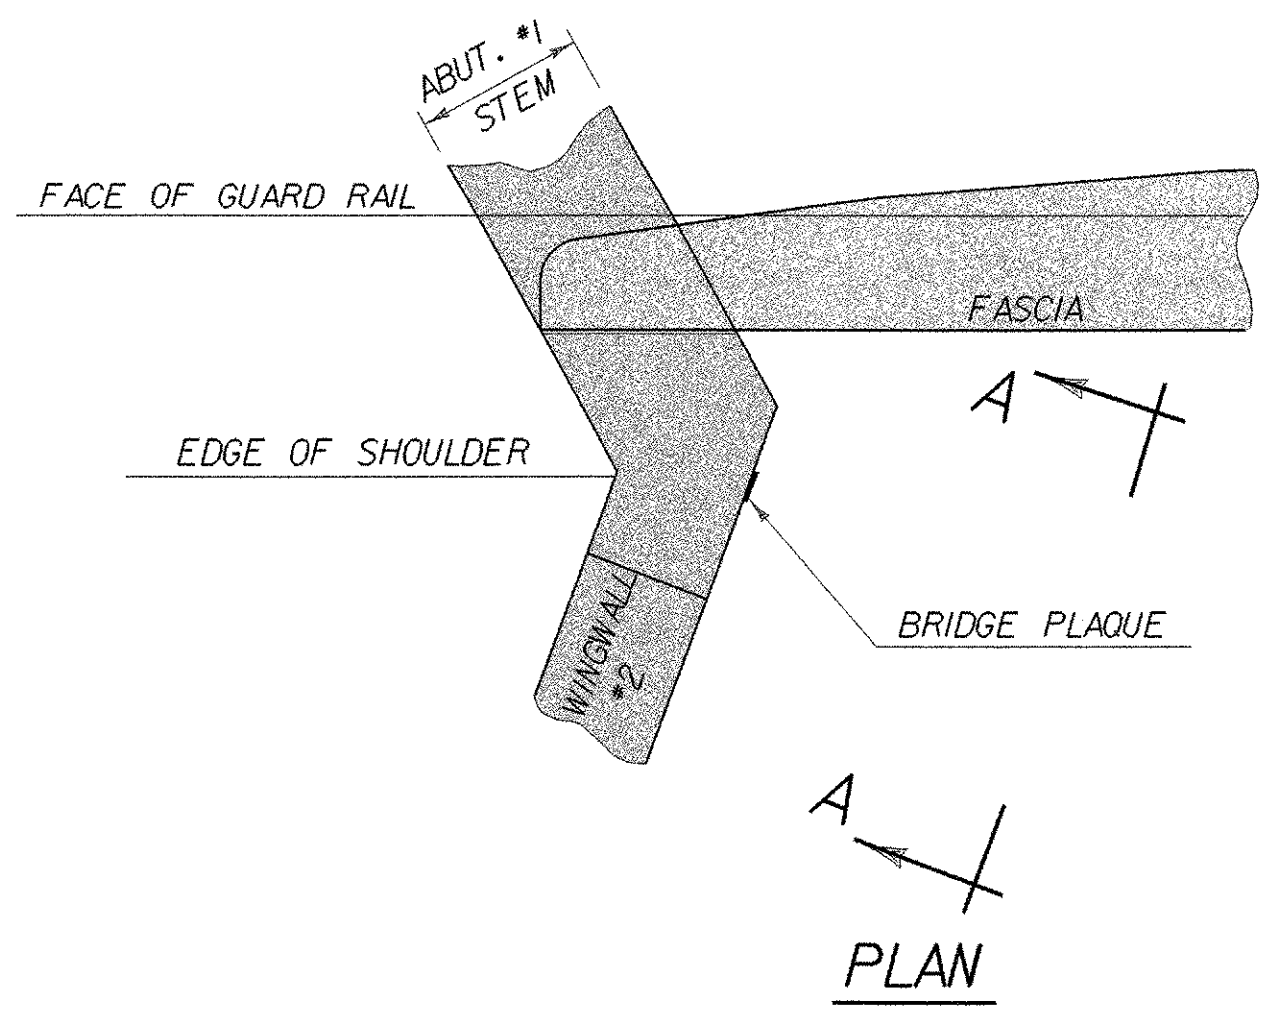 ABUT. #1
STEM
FACE OF GUARD RAIL
FASCIA
A
EDGE OF SHOULDER
WINGWALL
#2
BRIDGE PLAQUE
A
PLAN